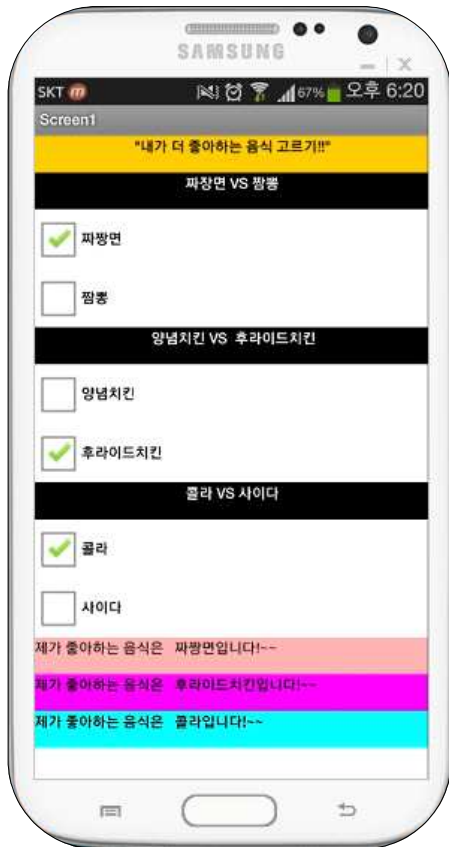 SAMSUNG
SKT m 67% 오후 6:20
Screen1
"내가 더 좋아하는 음식 고르기!!"
짜장면 VS 짬뽕
짜짱면
짬뽕
양념치킨 VS 후라이드치킨
양념치킨
후라이드치킨
콜라 VS 사이다
콜라
사이다
제가 좋아하는 음식은 짜짱면입니다!~~
제가 좋아하는 음식은 후라이드치킨입니다!~~
제가 좋아하는 음식은 콜라입니다!~~